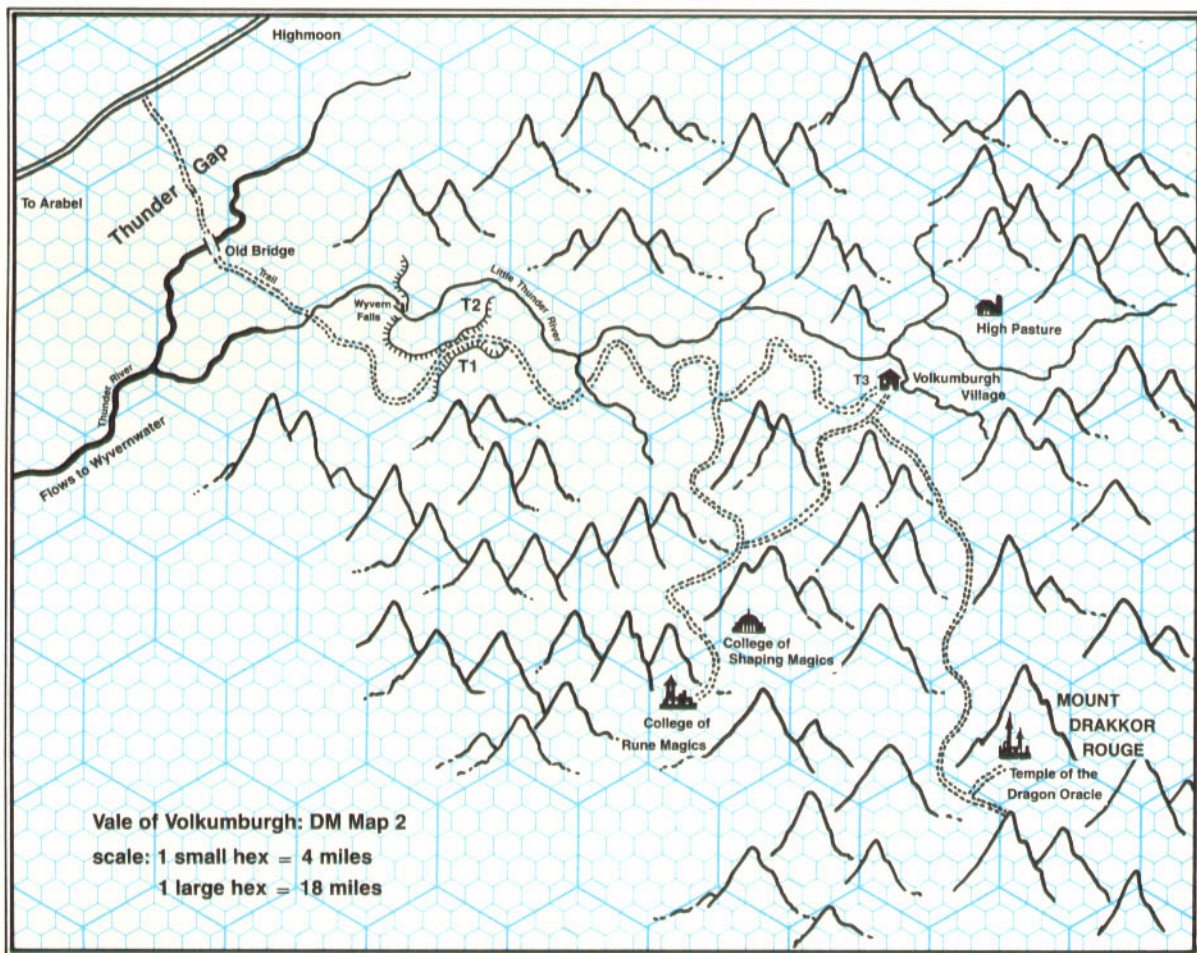 Highmoon
To Arabel
Thunder Gap
Old Bridge
Trail
Wyvern
Falls
T2
Little Thunder River
T1
High Pasture
T3
Volkumburgh
Village
Thunder River
Flows to Wyvernwater
College of
Shaping Magics
College of
Rune Magics
MOUNT
DRAKKOR
ROUGE
Temple of the
Dragon Oracle
Vale of Volkumburgh: DM Map 2
scale: 1 small hex = 4 miles
1 large hex = 18 miles